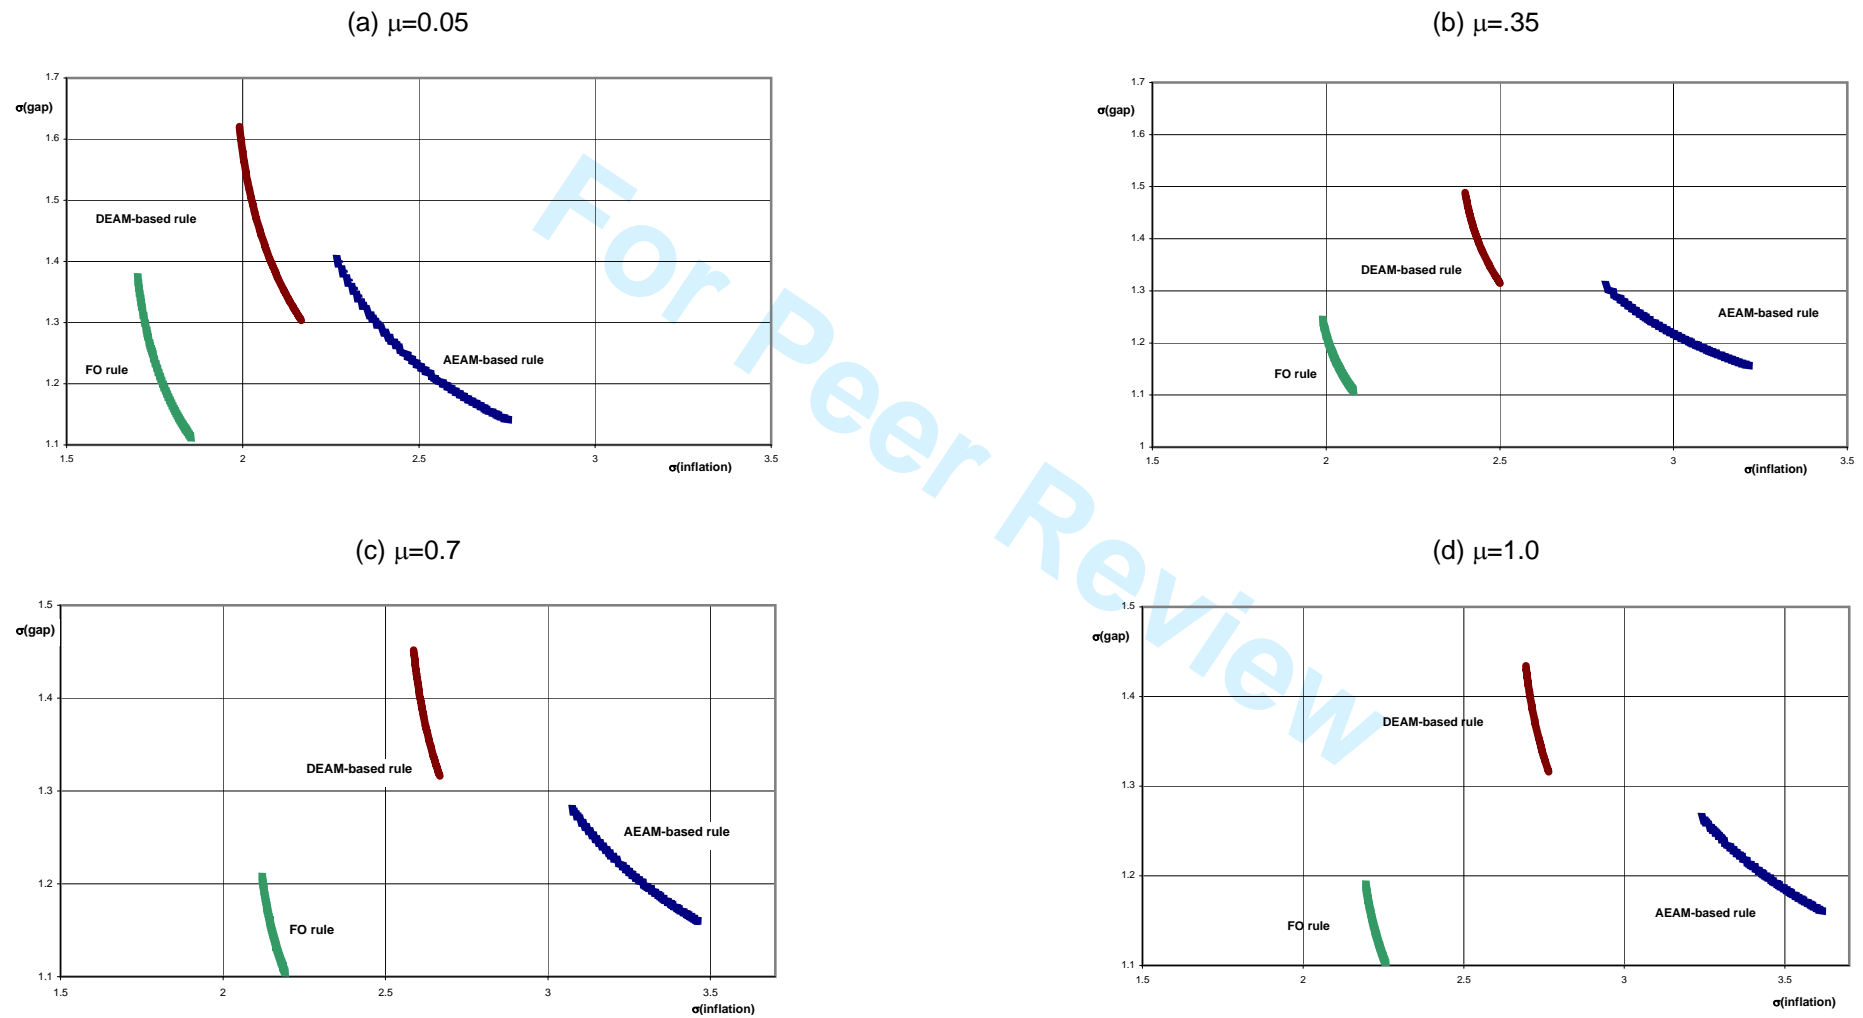 (a) μ=0.05
1.7
σ(gap)
1.6
1.5
DEAM-based rule
1.4
FO rule
1.3
AEAM-based rule
1.2
1.1
1.5 2 2.5 3 3.5
σ(inflation)
(b) μ=.35
1.7
σ(gap)
1.6
1.5
1.4
DEAM-based rule
1.3
AEAM-based rule
1.2
FO rule
1.1
1
1.5 2 2.5 3 3.5
σ(inflation)
(c) μ=0.7
1.5
σ(gap)
1.4
DEAM-based rule
1.3
AEAM-based rule
1.2
FO rule
1.1
1.5 2 2.5 3 3.5
σ(inflation)
(d) μ=1.0
1.5
σ(gap)
1.4
DEAM-based rule
1.3
1.2
AEAM-based rule
FO rule
1.1
1.5 2 2.5 3 3.5
σ(inflation)
For Peer Review